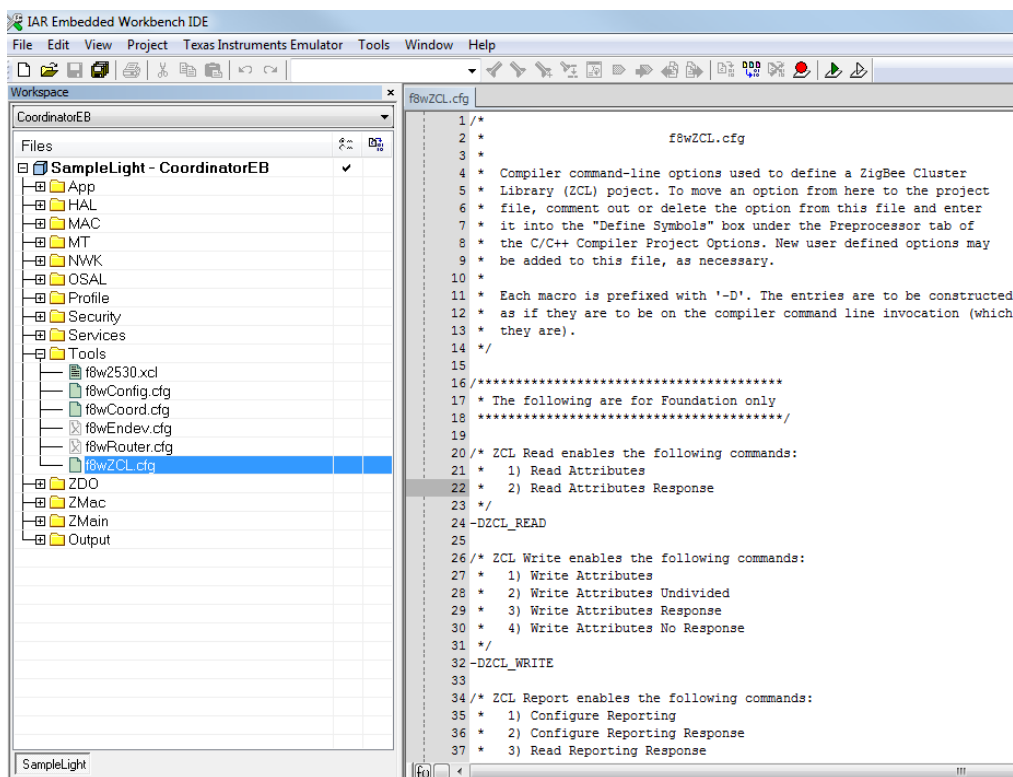 IAR Embedded Workbench IDE
File Edit View Project Texas Instruments Emulator Tools Window Help
Workspace x
CoordinatorEB
Files
SampleLight - CoordinatorEB
App
HAL
MAC
MT
NWK
OSAL
Profile
Security
Services
Tools
f8w2530.xcl
f8wConfig.cfg
f8wCoord.cfg
f8wEndev.cfg
f8wRouter.cfg
f8wZCL.cfg
ZDO
ZMac
ZMain
Output
SampleLight
f8wZCL.cfg
1 /*
2 * f8wZCL.cfg
3 *
4 * Compiler command-line options used to define a ZigBee Cluster
5 * Library (ZCL) poject. To move an option from here to the project
6 * file, comment out or delete the option from this file and enter
7 * it into the "Define Symbols" box under the Preprocessor tab of
8 * the C/C++ Compiler Project Options. New user defined options may
9 * be added to this file, as necessary.
10 *
11 * Each macro is prefixed with '-D'. The entries are to be constructed
12 * as if they are to be on the compiler command line invocation (which
13 * they are).
14 */
15
16 /****************************************
17 * The following are for Foundation only
18 ****************************************/
19
20 /* ZCL Read enables the following commands:
21 * 1) Read Attributes
22 * 2) Read Attributes Response
23 */
24 -DZCL_READ
25
26 /* ZCL Write enables the following commands:
27 * 1) Write Attributes
28 * 2) Write Attributes Undivided
29 * 3) Write Attributes Response
30 * 4) Write Attributes No Response
31 */
32 -DZCL_WRITE
33
34 /* ZCL Report enables the following commands:
35 * 1) Configure Reporting
36 * 2) Configure Reporting Response
37 * 3) Read Reporting Response